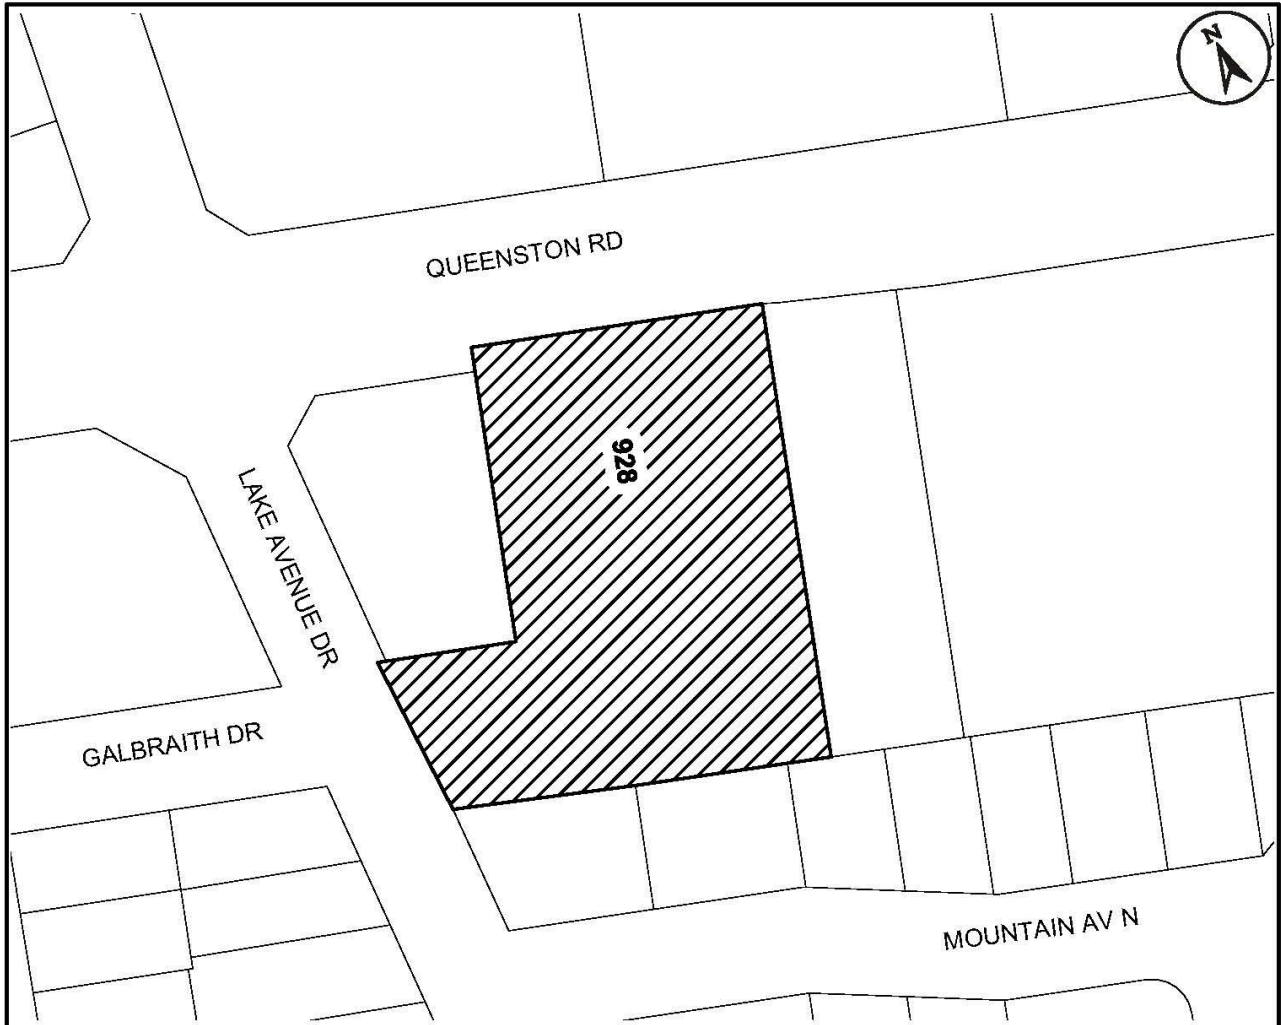 N
QUEENSTON RD
928
LAKE AVENUE DR
GALBRAITH DR
MOUNTAIN AV N